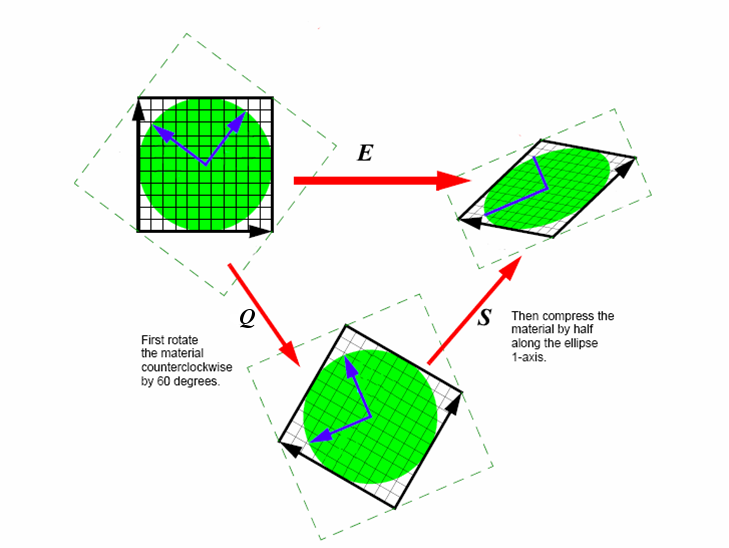 E
Q
S
First rotate
the material
counterclockwise
by 60 degrees.
Then compress the
material by half
along the ellipse
1-axis.